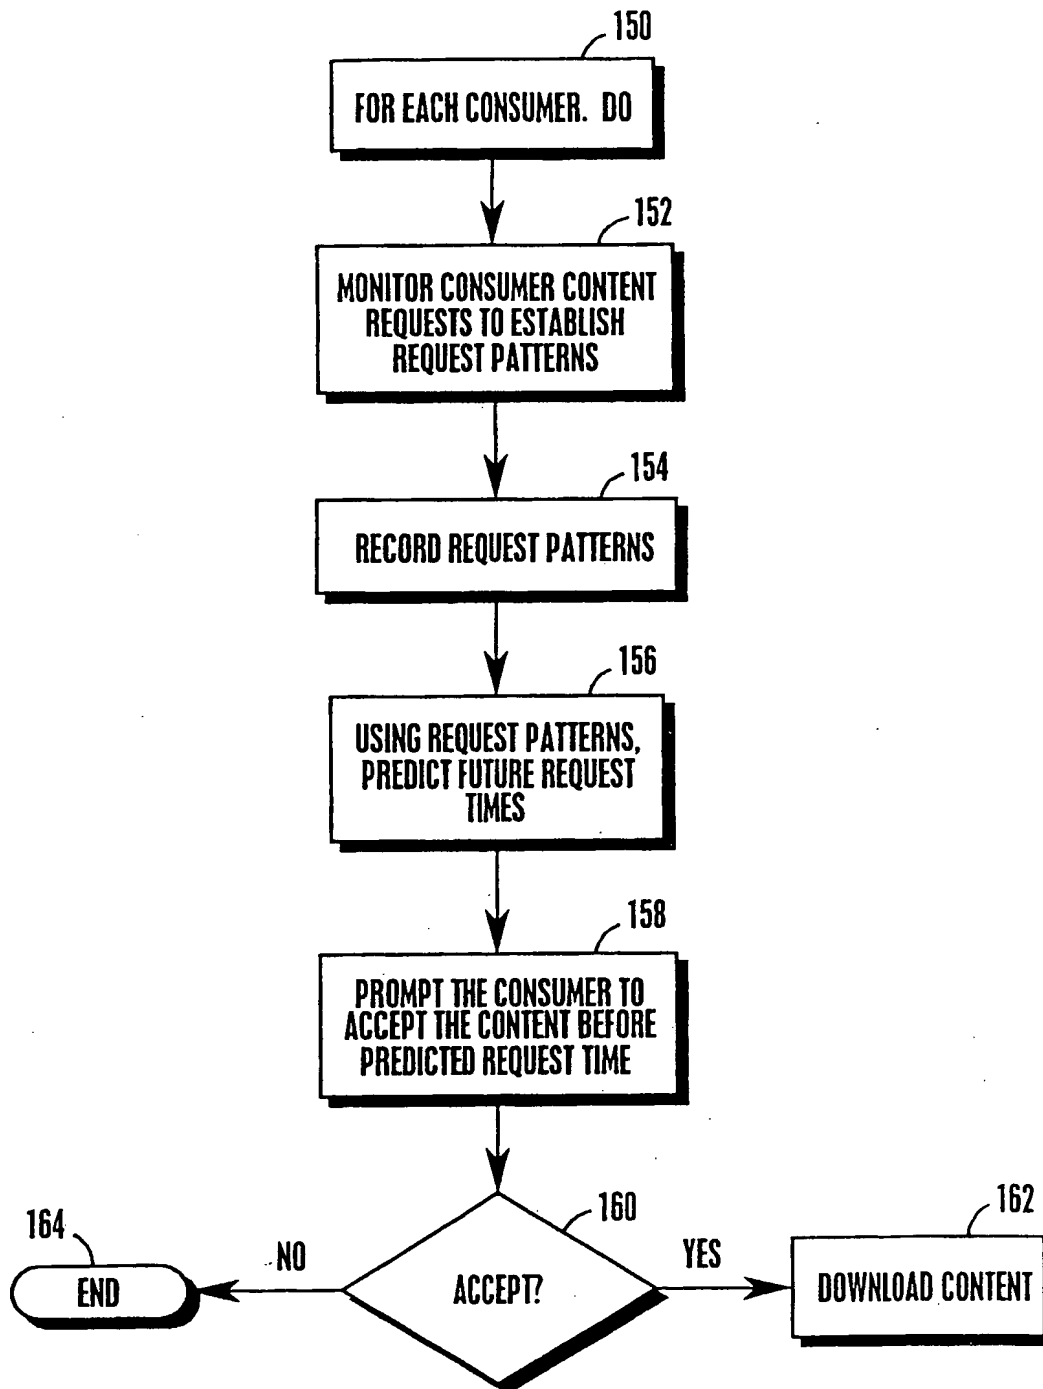 150
FOR EACH CONSUMER. DO
152
MONITOR CONSUMER CONTENT
REQUESTS TO ESTABLISH
REQUEST PATTERNS
154
RECORD REQUEST PATTERNS
156
USING REQUEST PATTERNS,
PREDICT FUTURE REQUEST
TIMES
158
PROMPT THE CONSUMER TO
ACCEPT THE CONTENT BEFORE
PREDICTED REQUEST TIME
160
ACCEPT?
164
NO
END
YES
162
DOWNLOAD CONTENT